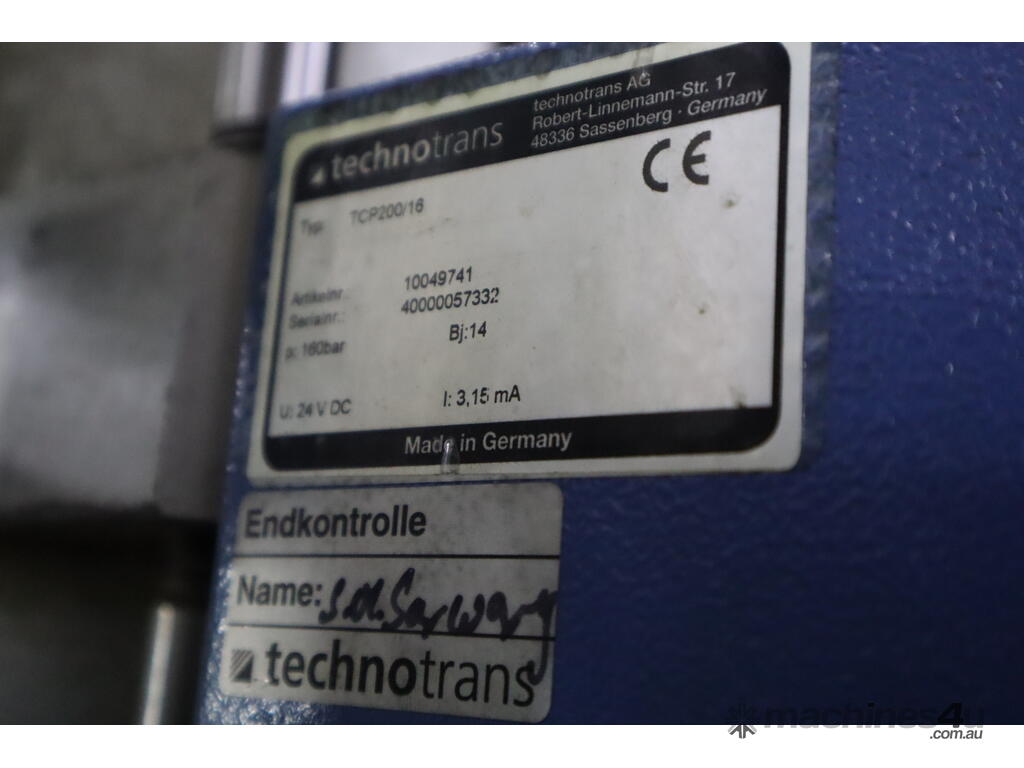 technotrans
technotrans AG
Robert-Linnemann-Str. 17
48336 Sassenberg · Germany
CE
Typ: TCP200/16
Artikelnr.: 10049741
Serialnr.: 40000057332
p: 160bar Bj:14
U: 24 V DC I: 3,15 mA
Made in Germany
Endkontrolle
Name:
technotrans
machines4u
.com.au